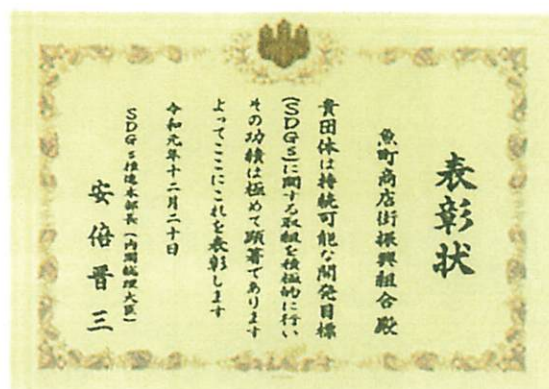 表彰状
魚町商店街振興組合殿
貴団体は持続可能な開発目標
(SDGs)に関する取組を積極的に行い
その功績は極めて顕著であります
よってここにこれを表彰します
令和元年十二月二十日
SDGs推進本部長(内閣総理大臣)
安倍晋三